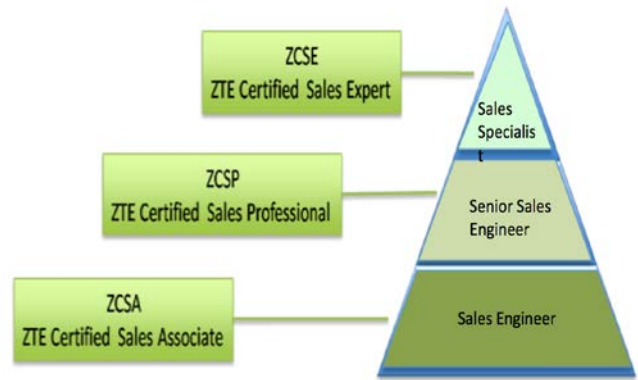 ZCSE
ZTE Certified Sales Expert
Sales
Specialis
t
ZCSP
ZTE Certified Sales Professional
Senior Sales
Engineer
ZCSA
ZTE Certified Sales Associate
Sales Engineer